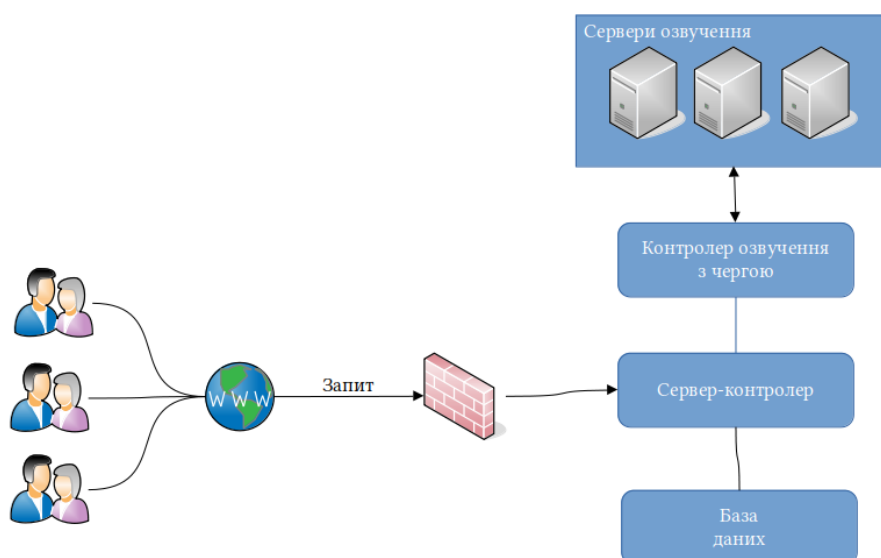 Сервери озвучення
Контролер озвучення
з чергою
Запит
W W W
Сервер-контролер
База
даних